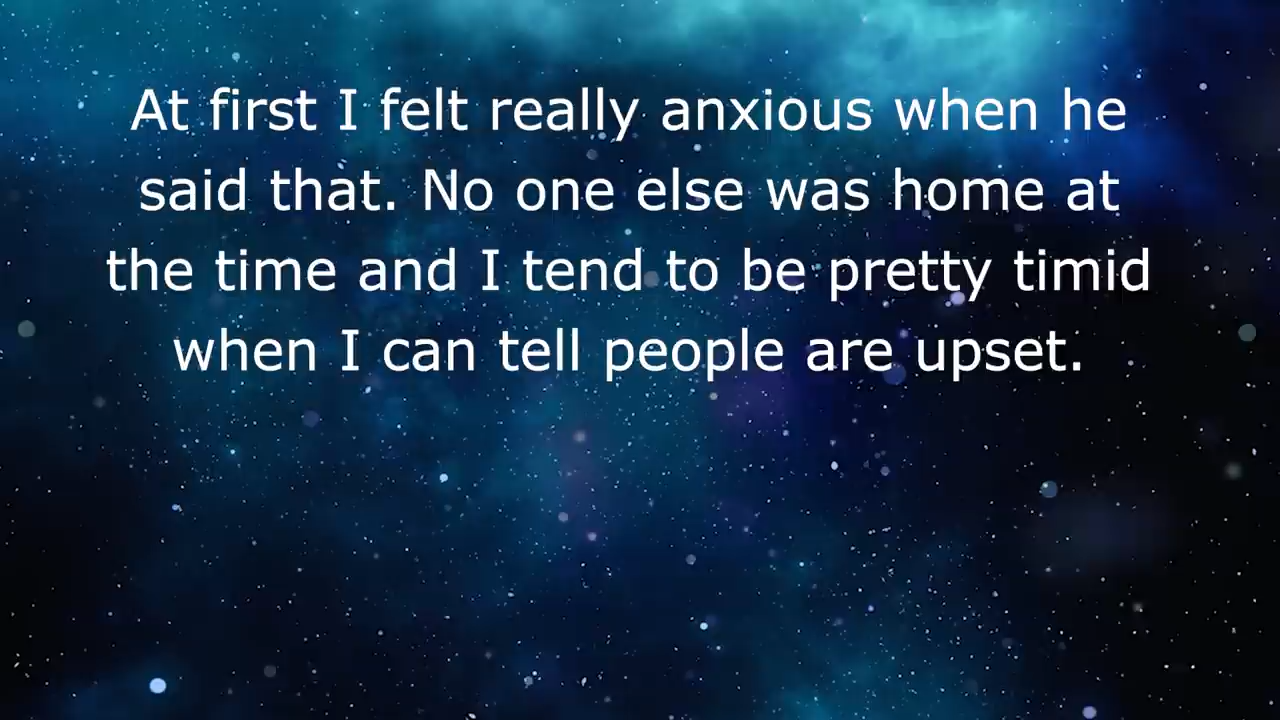 At first I felt really anxious when he
said that. No one else was home at
the time and I tend to be pretty timid
when I can tell people are upset.